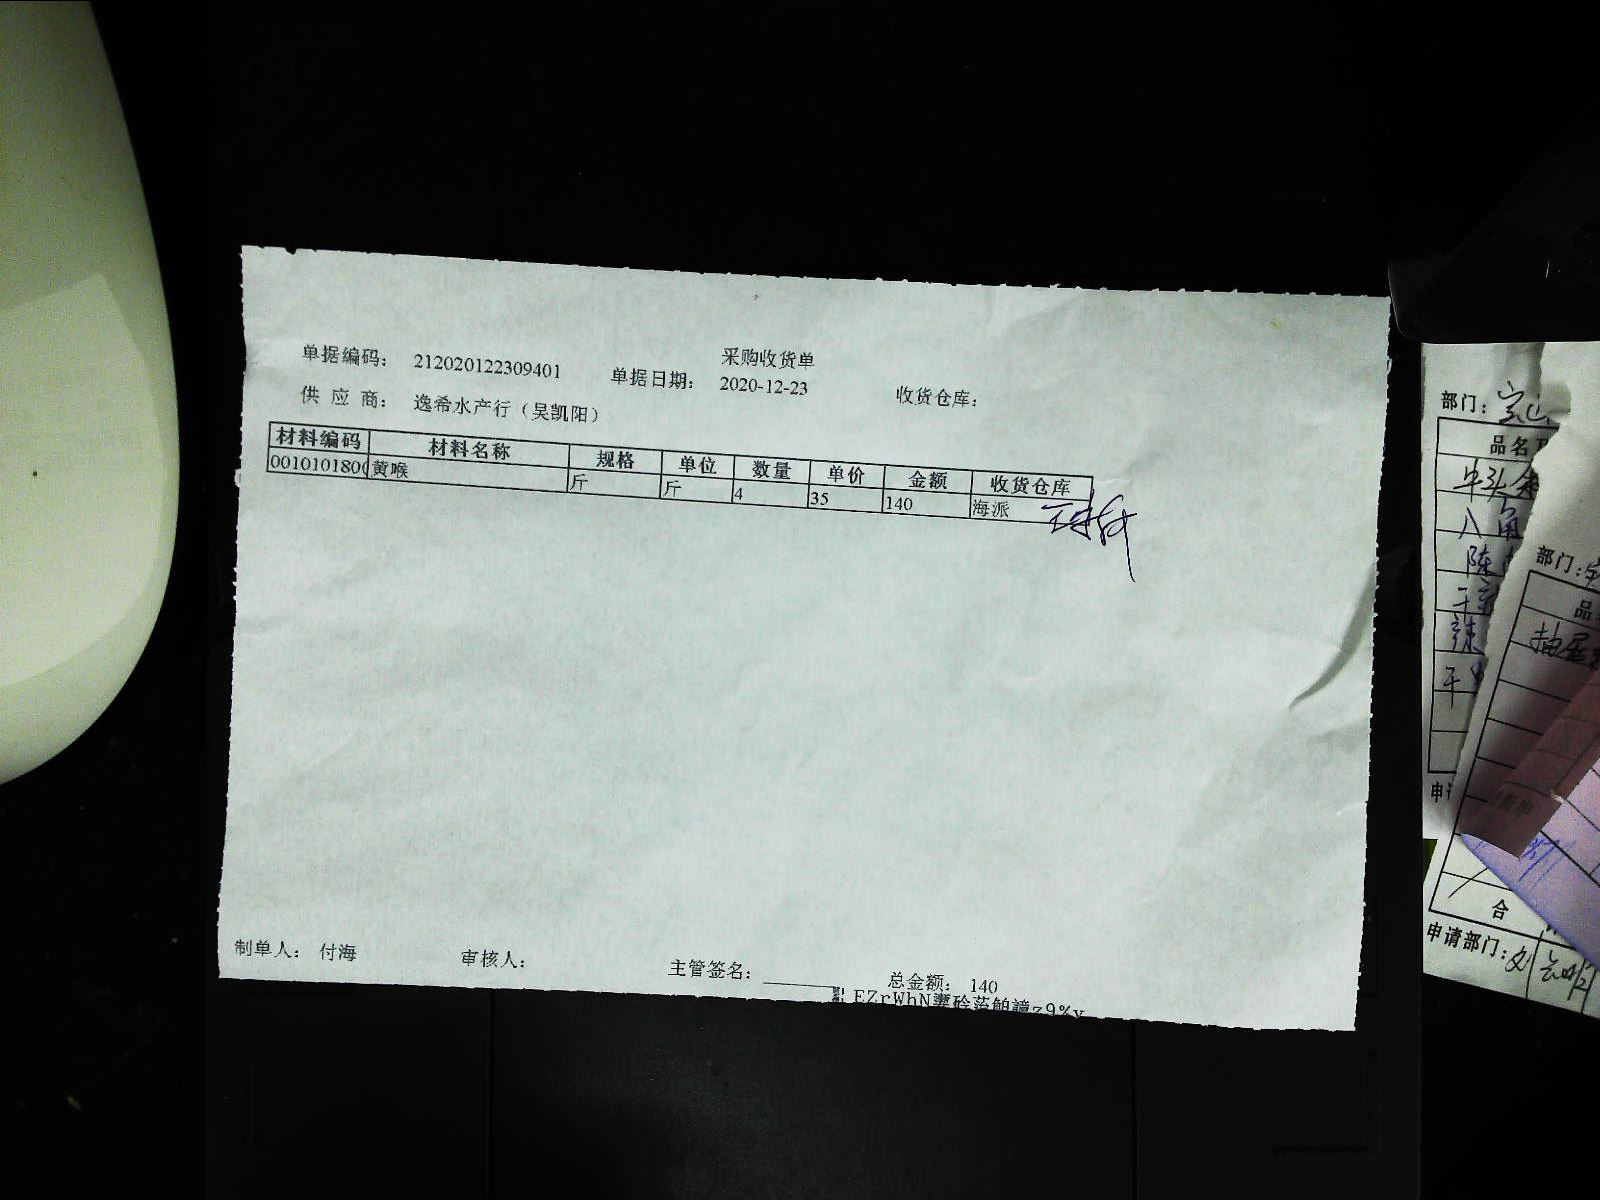 采购收货单
单据编码： 212020122309401 单据日期： 2020-12-23 收货仓库：
供 应 商： 逸希水产行（吴凯阳）
材料编码 材料名称 规格 单位 数量 单价 金额 收货仓库
0010101800 黄喉 斤 斤 4 35 140 海派
制单人： 付海 审核人： 主管签名： 总金额： 140
部门：
品名
八角
部门：
品
合
申请部门：